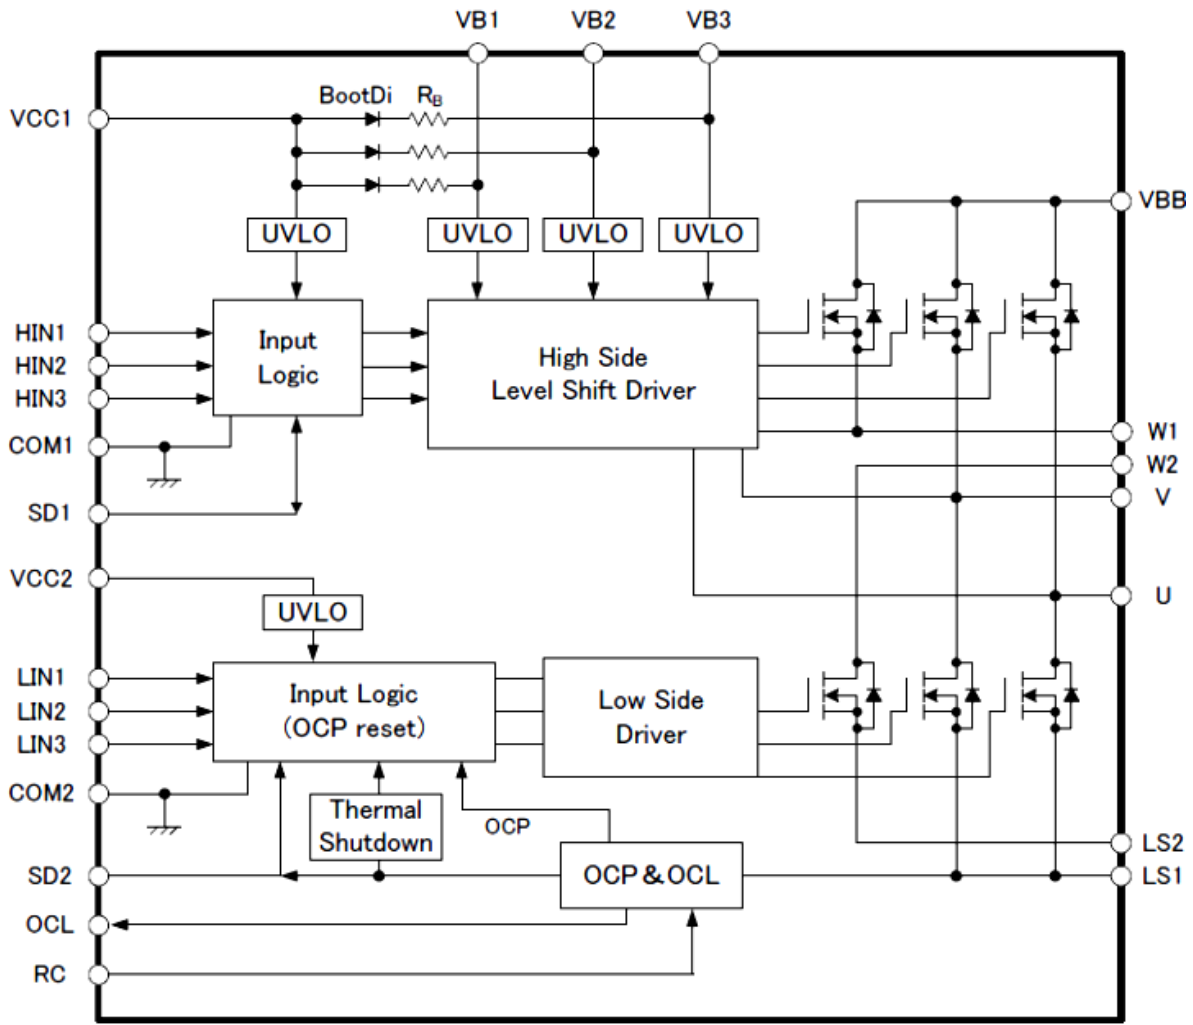 VB1 VB2 VB3
BootDi RB
VCC1
VBB
UVLO UVLO UVLO UVLO
HIN1
HIN2
HIN3
Input
Logic
High Side
Level Shift Driver
COM1
W1
W2
V
SD1
VCC2
U
UVLO
LIN1
LIN2
LIN3
Input Logic
(OCP reset)
Low Side
Driver
COM2
Thermal
Shutdown
OCP
LS2
SD2
OCP&OCL
LS1
OCL
RC